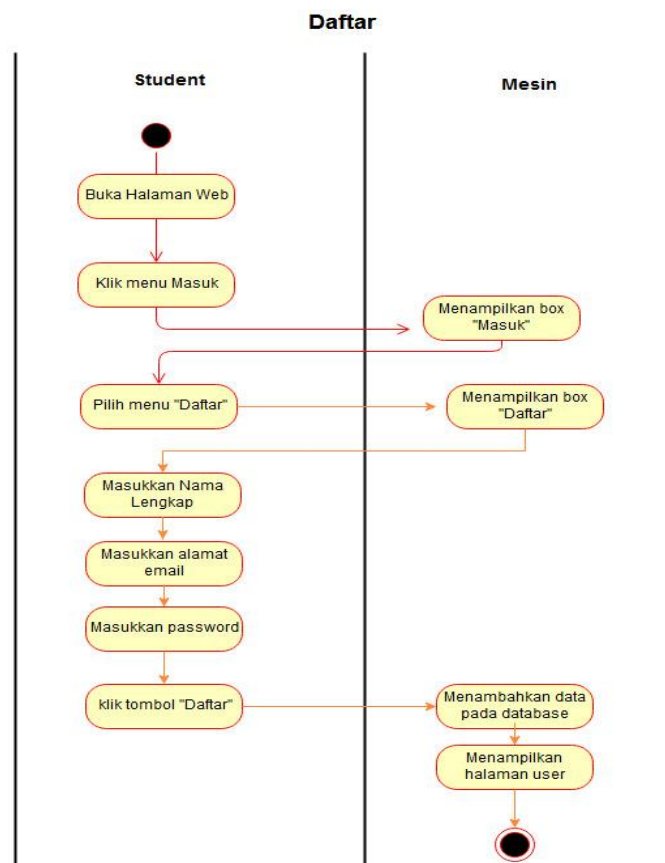 Daftar
Student
Mesin
Buka Halaman Web
Klik menu Masuk
Menampilkan box
"Masuk"
Pilih menu "Daftar"
Menampilkan box
"Daftar"
Masukkan Nama
Lengkap
Masukkan alamat
email
Masukkan password
klik tombol "Daftar"
Menambahkan data
pada database
Menampilkan
halaman user